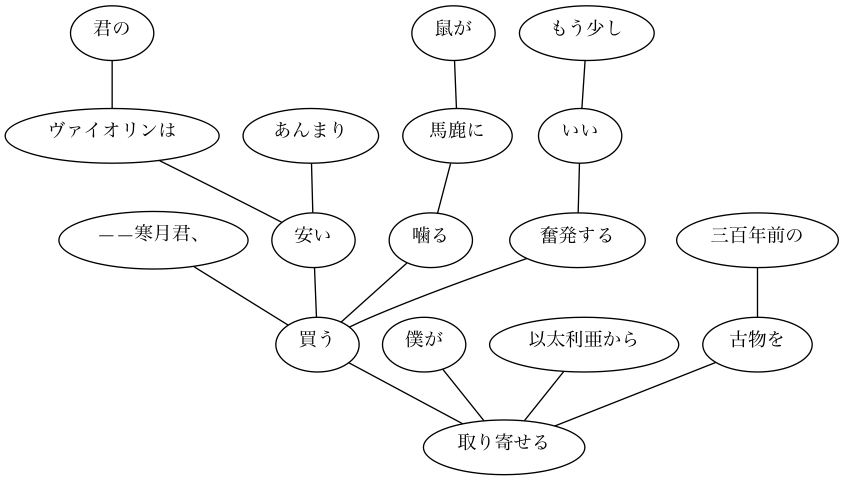 君の
鼠が
もう少し
ヴァイオリンは
あんまり
馬鹿に
いい
——寒月君、
安い
噛る
奮発する
三百年前の
買う
僕が
以太利亜から
古物を
取り寄せる